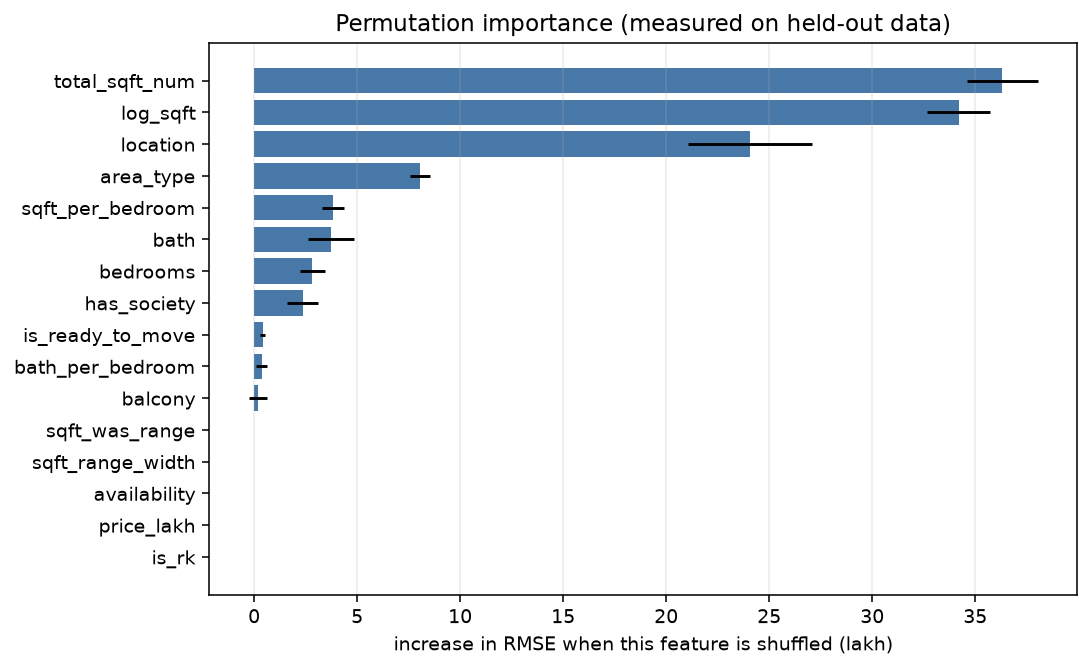 Permutation importance (measured on held-out data)
total_sqft_num
log_sqft
location
area_type
sqft_per_bedroom
bath
bedrooms
has_society
is_ready_to_move
bath_per_bedroom
balcony
sqft_was_range
sqft_range_width
availability
price_lakh
is_rk
0 5 10 15 20 25 30 35
increase in RMSE when this feature is shuffled (lakh)